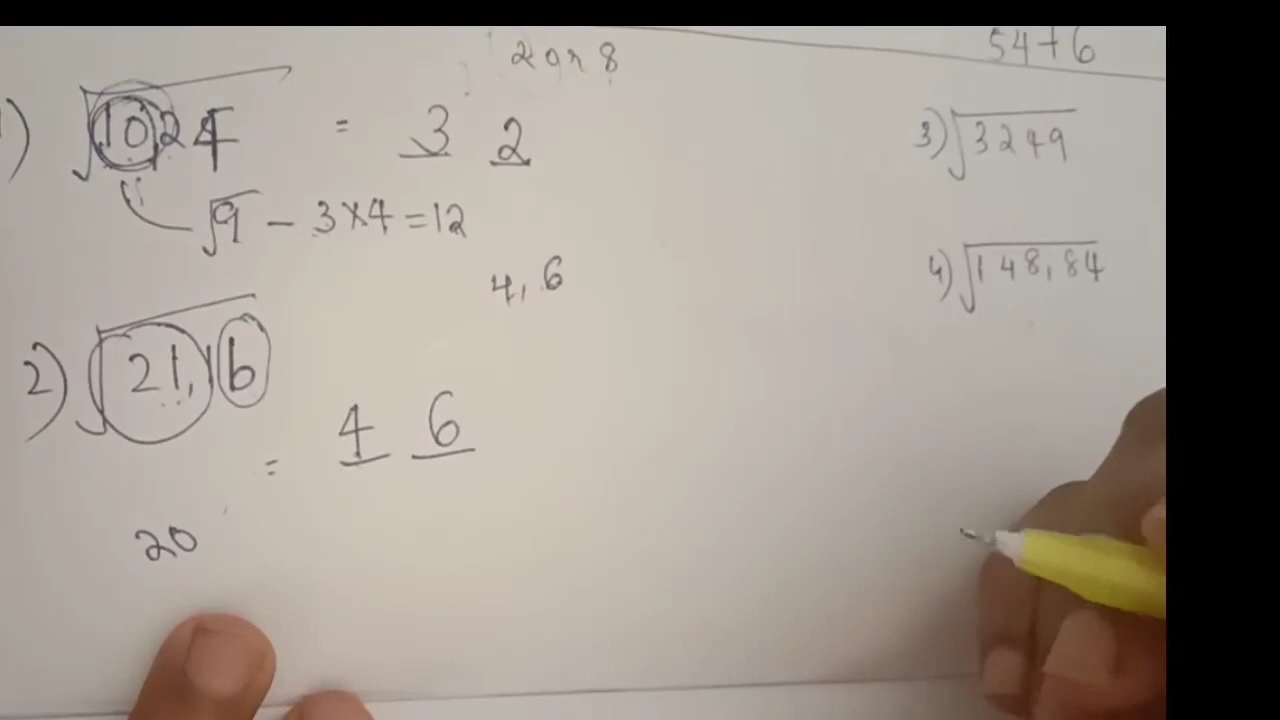 2 or 8
54+6
1) √1024 = 3 2
√9 - 3×4=12
4, 6
2) √21,16
= 4 6
20
3) √3249
4) √148,84